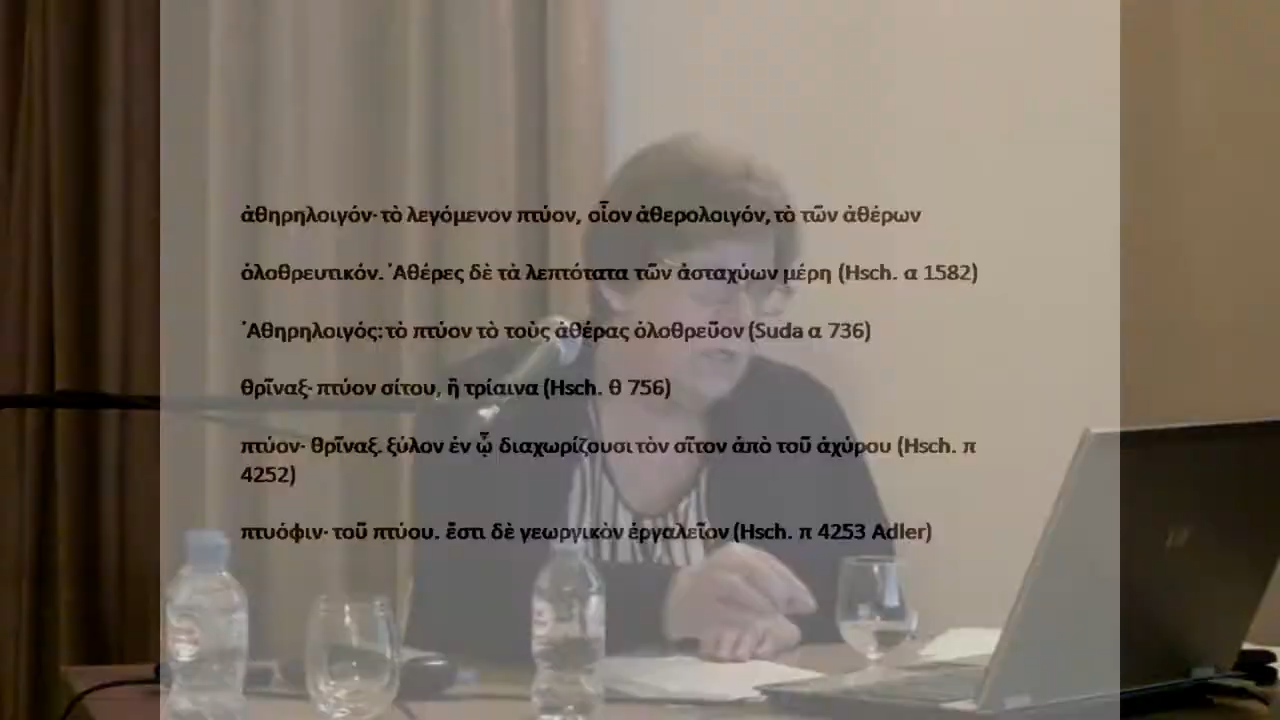 ἀθηρηλοιγόν· τὸ λεγόμενον πτύον, οἷον ἀθερολοιγόν, τὸ τῶν ἀθέρων
ὀλοθρευτικόν. Ἀθέρες δὲ τὰ λεπτότατα τῶν ἀσταχύων μέρη (Hsch. α 1582)
Ἀθηρηλοιγός: τὸ πτύον τὸ τοὺς ἀθέρας ὀλοθρεῦον (Suda α 736)
θρῖναξ· πτύον σίτου, ἢ τρίαινα (Hsch. θ 756)
πτύον· θρῖναξ. ξύλον ἐν ᾧ διαχωρίζουσι τὸν σῖτον ἀπὸ τοῦ ἀχύρου (Hsch. π
4252)
πτυόφιν· τοῦ πτύου. ἔστι δὲ γεωργικὸν ἐργαλεῖον (Hsch. π 4253 Adler)